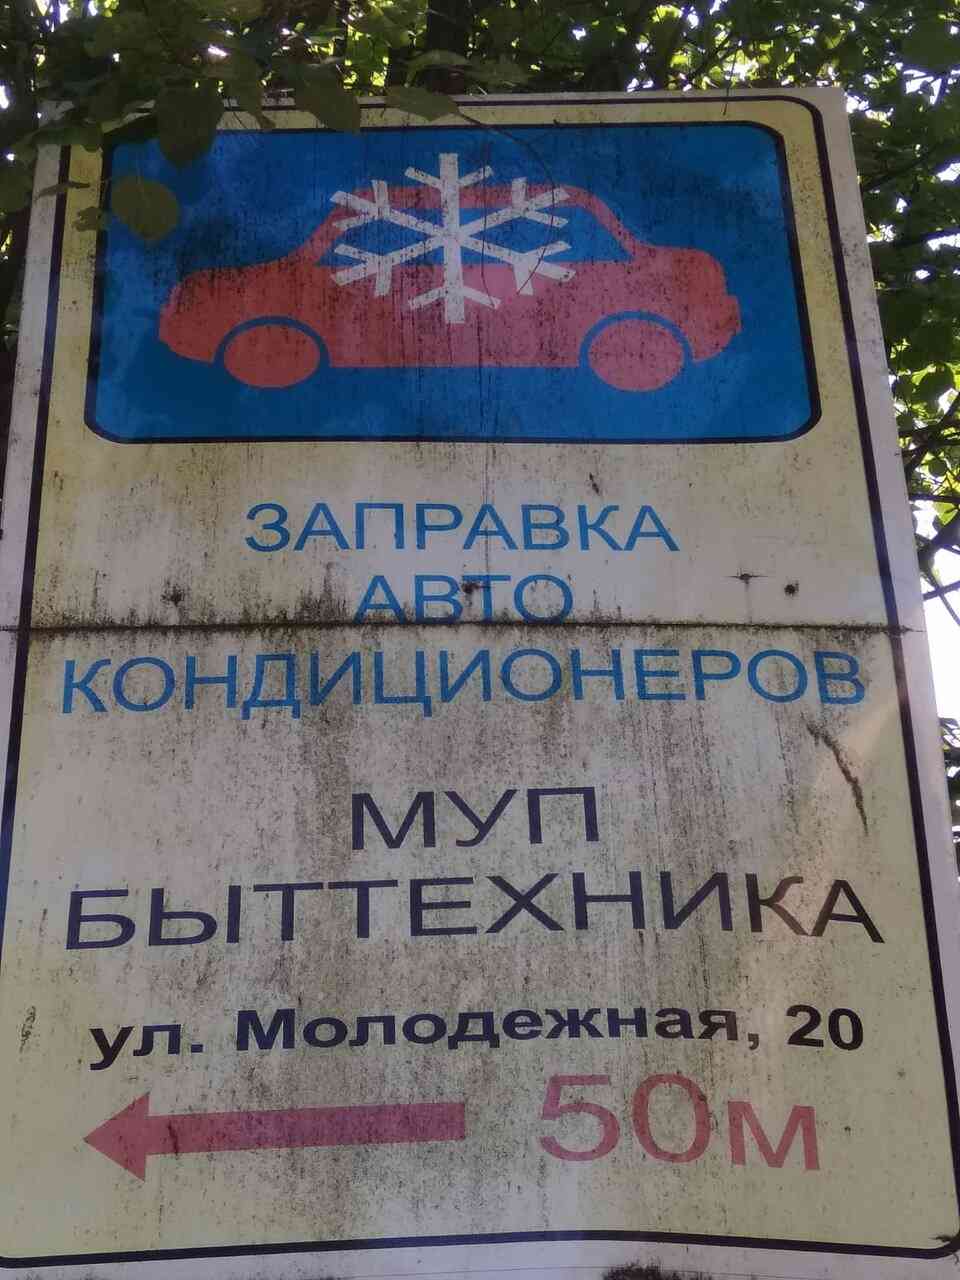 ЗАПРАВКА
АВТО
КОНДИЦИОНЕРОВ
МУП
БЫТТЕХНИКА
ул. Молодежная, 20
50м